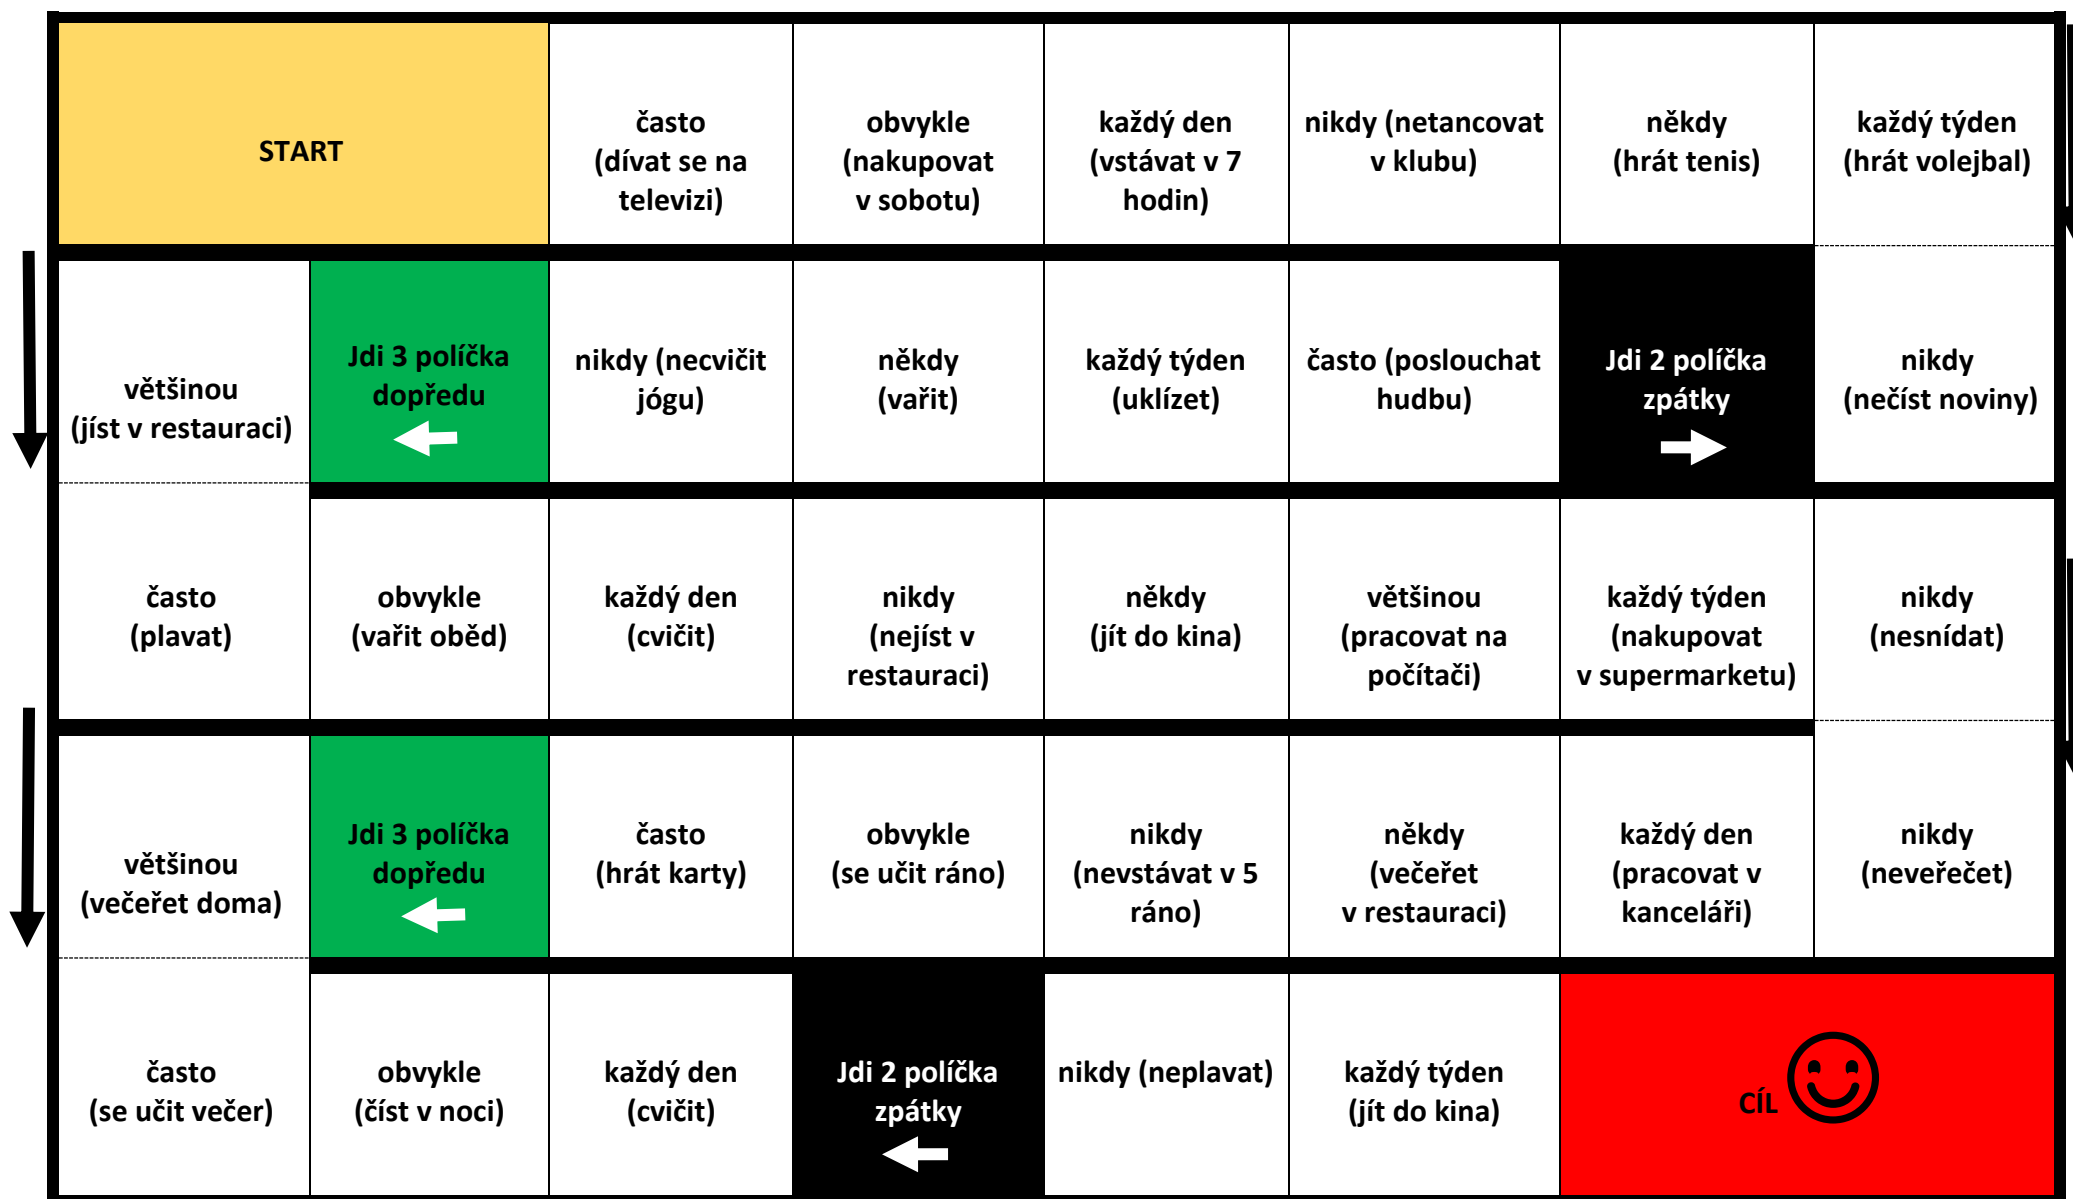 START
často
(dívat se na
televizi)
obvykle
(nakupovat
v sobotu)
každý den
(vstávat v 7
hodin)
nikdy (netancovat
v klubu)
někdy
(hrát tenis)
každý týden
(hrát volejbal)
většinou
(jíst v restauraci)
Jdi 3 políčka
dopředu
nikdy (necvičit
jógu)
někdy
(vařit)
každý týden
(uklízet)
často (poslouchat
hudbu)
Jdi 2 políčka
zpátky
nikdy
(nečíst noviny)
často
(plavat)
obvykle
(vařit oběd)
každý den
(cvičit)
nikdy
(nejíst v
restauraci)
někdy
(jít do kina)
většinou
(pracovat na
počítači)
každý týden
(nakupovat
v supermarketu)
nikdy
(nesnídat)
většinou
(večeřet doma)
Jdi 3 políčka
dopředu
často
(hrát karty)
obvykle
(se učit ráno)
nikdy
(nevstávat v 5
ráno)
někdy
(večeřet
v restauraci)
každý den
(pracovat v
kanceláři)
nikdy
(neveřečet)
často
(se učit večer)
obvykle
(číst v noci)
každý den
(cvičit)
Jdi 2 políčka
zpátky
nikdy (neplavat)
každý týden
(jít do kina)
CÍL